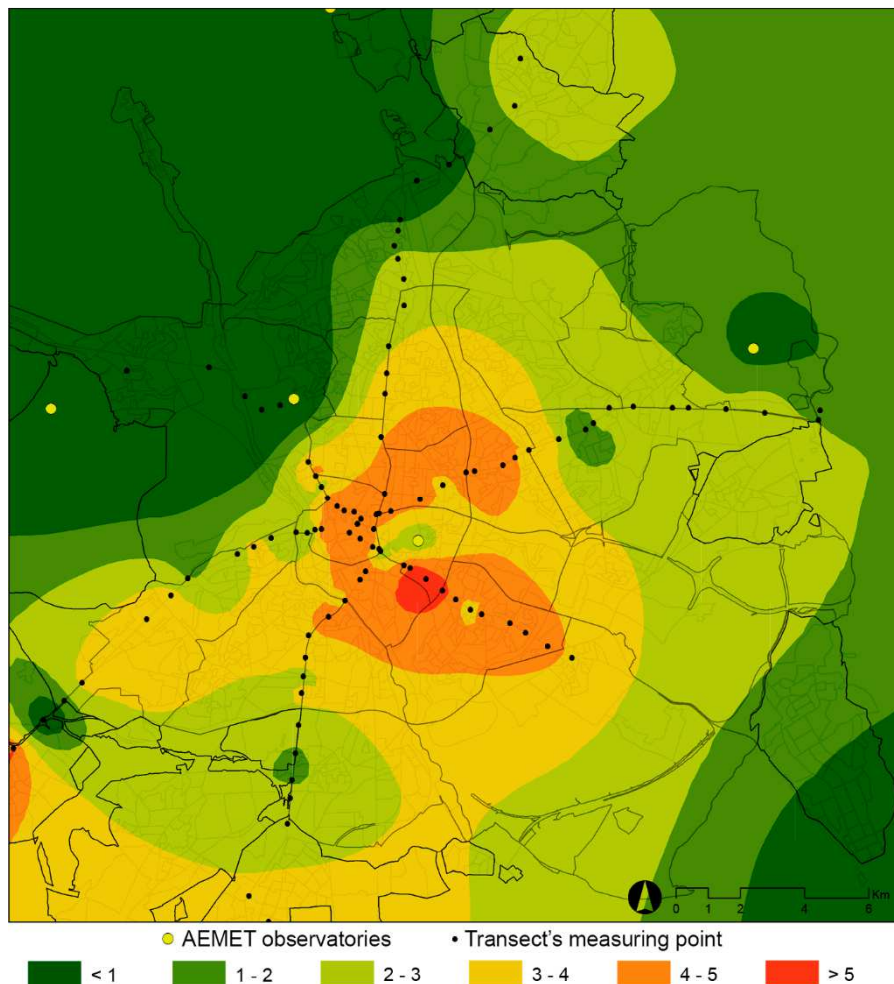 Km
0 1 2 4 6
AEMET observatories Transect's measuring point
< 1 1 - 2 2 - 3 3 - 4 4 - 5 > 5